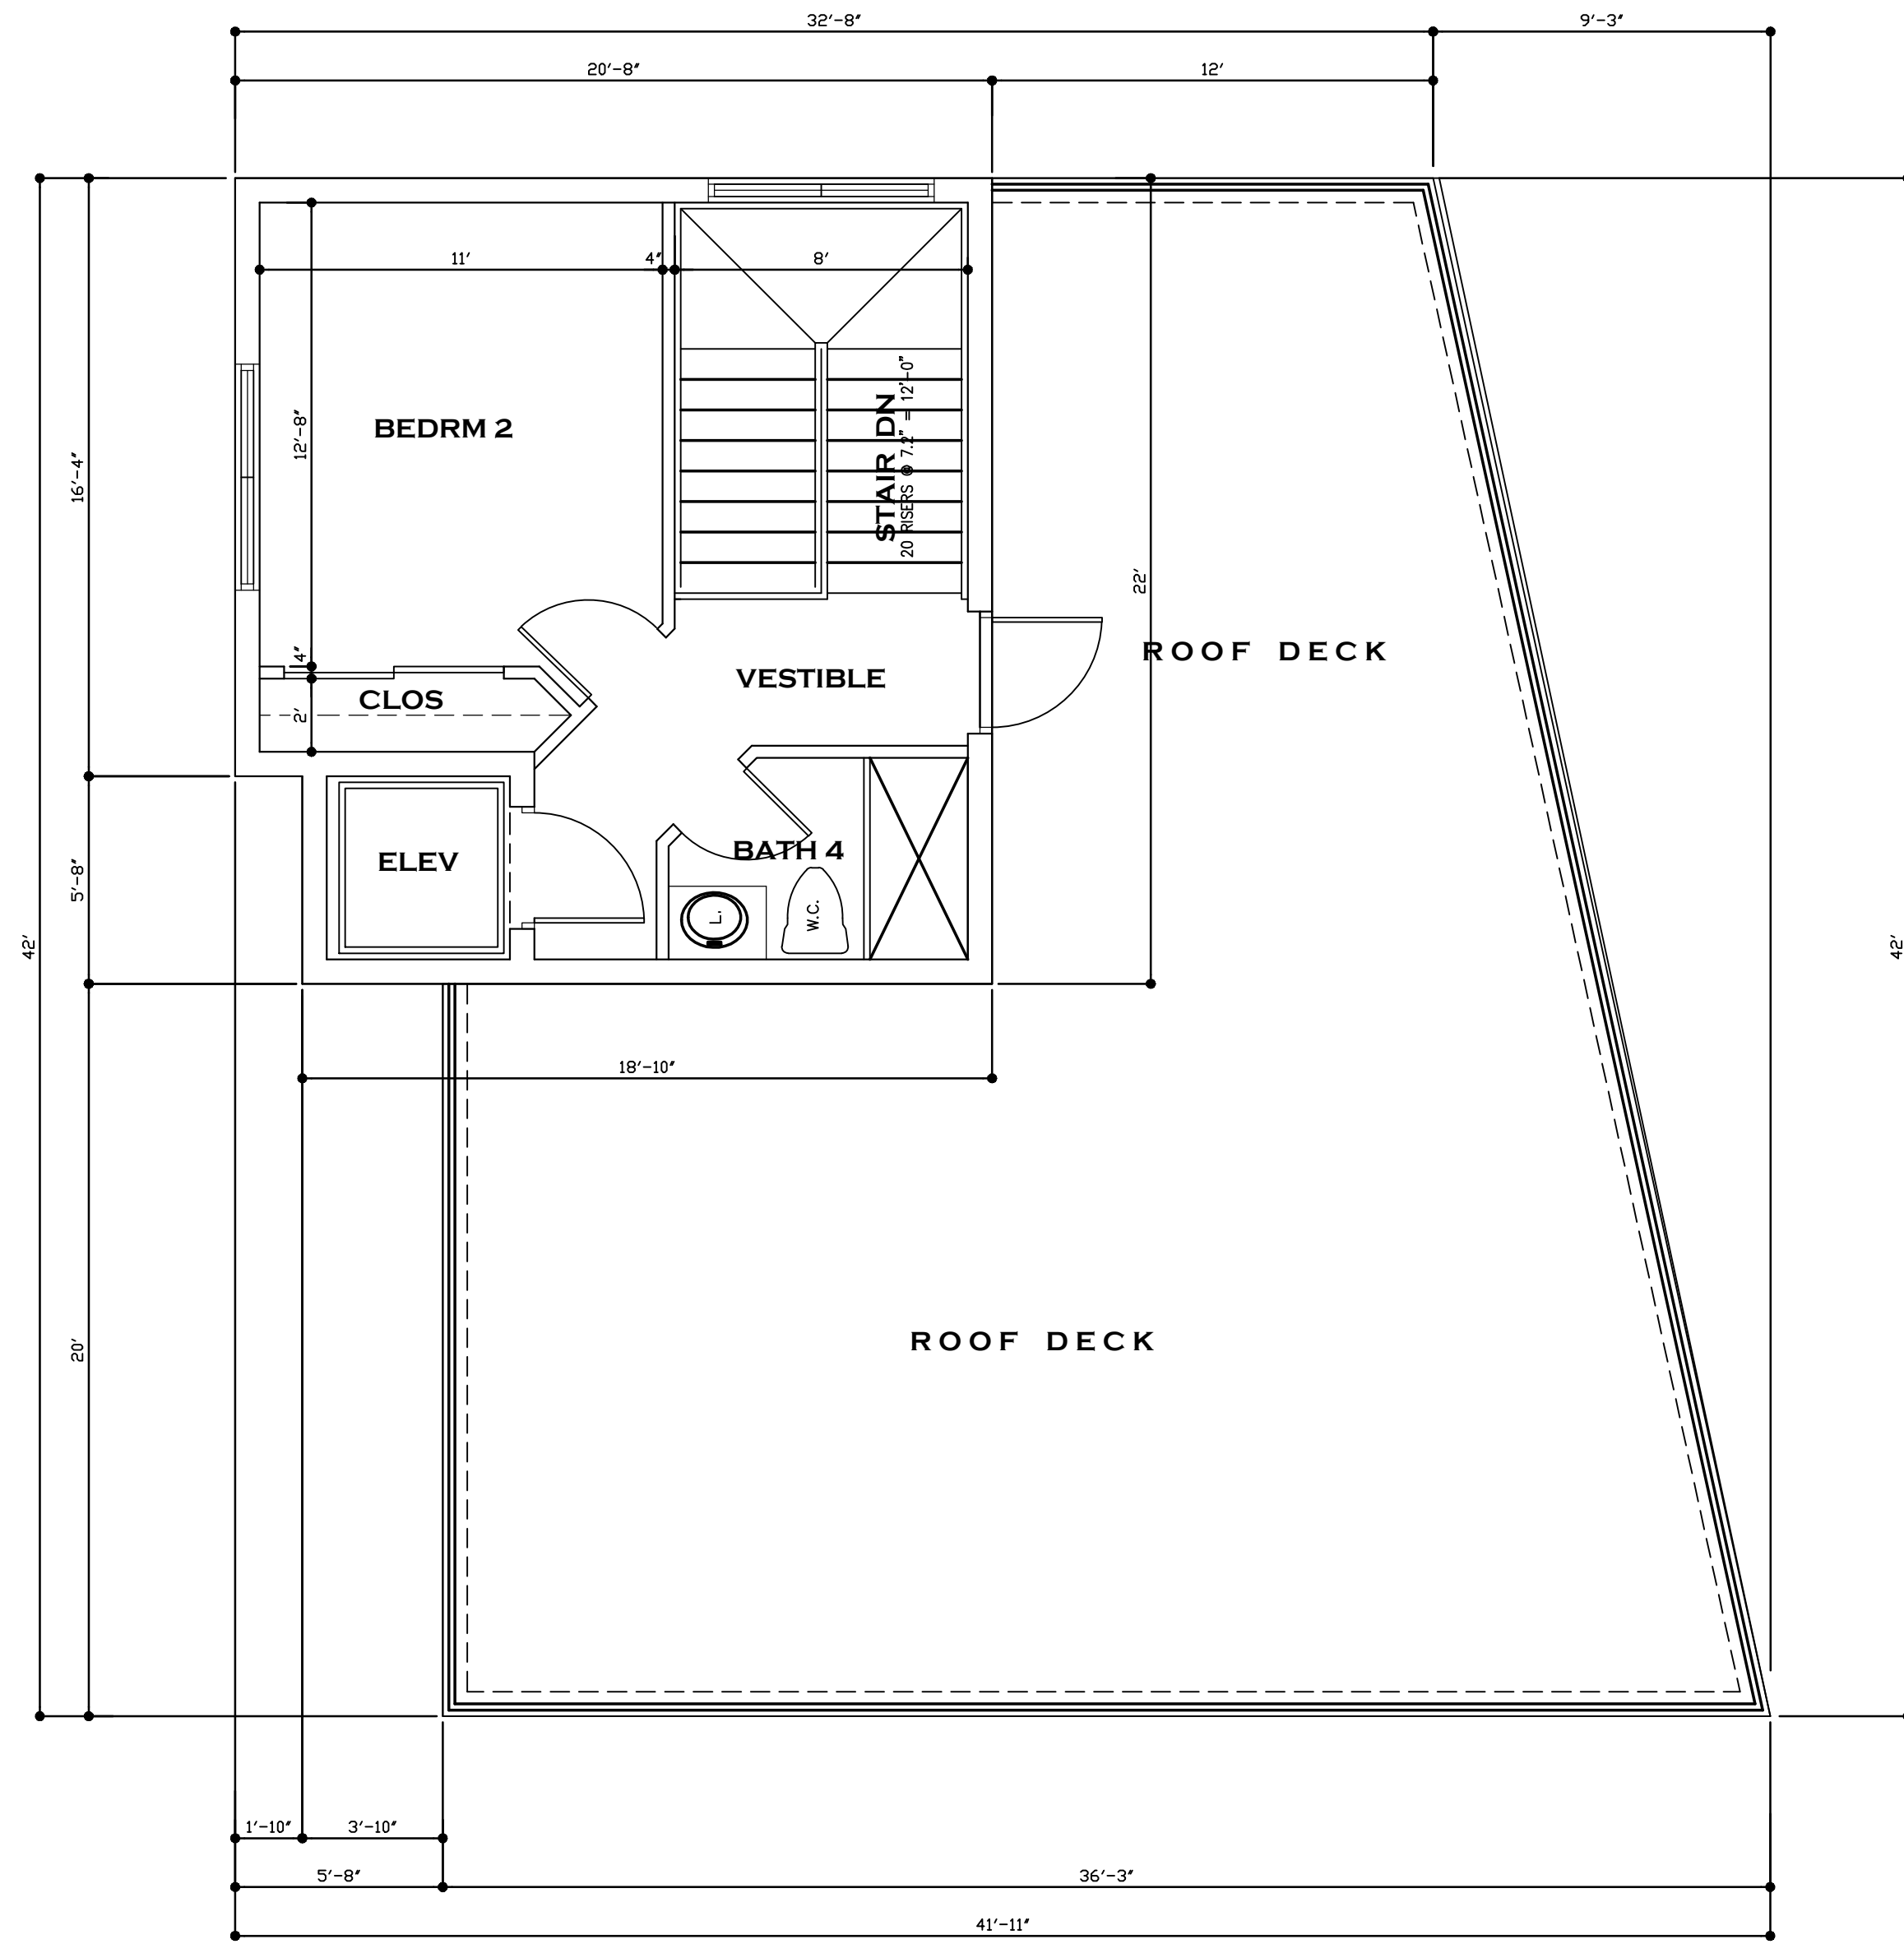 32'-8"
9'-3"
20'-8"
12'
11'
4"
8'
BEDRM 2
12'-8"
16'-4"
STAIR DN
20 RISERS @ 7.2" = 12'-0"
22'
ROOF DECK
4"
VESTIBLE
CLOS
2'
BATH 4
ELEV
5'-8"
L.
W.C.
42'
42'
18'-10"
ROOF DECK
20'
1'-10"
3'-10"
5'-8"
36'-3"
41'-11"